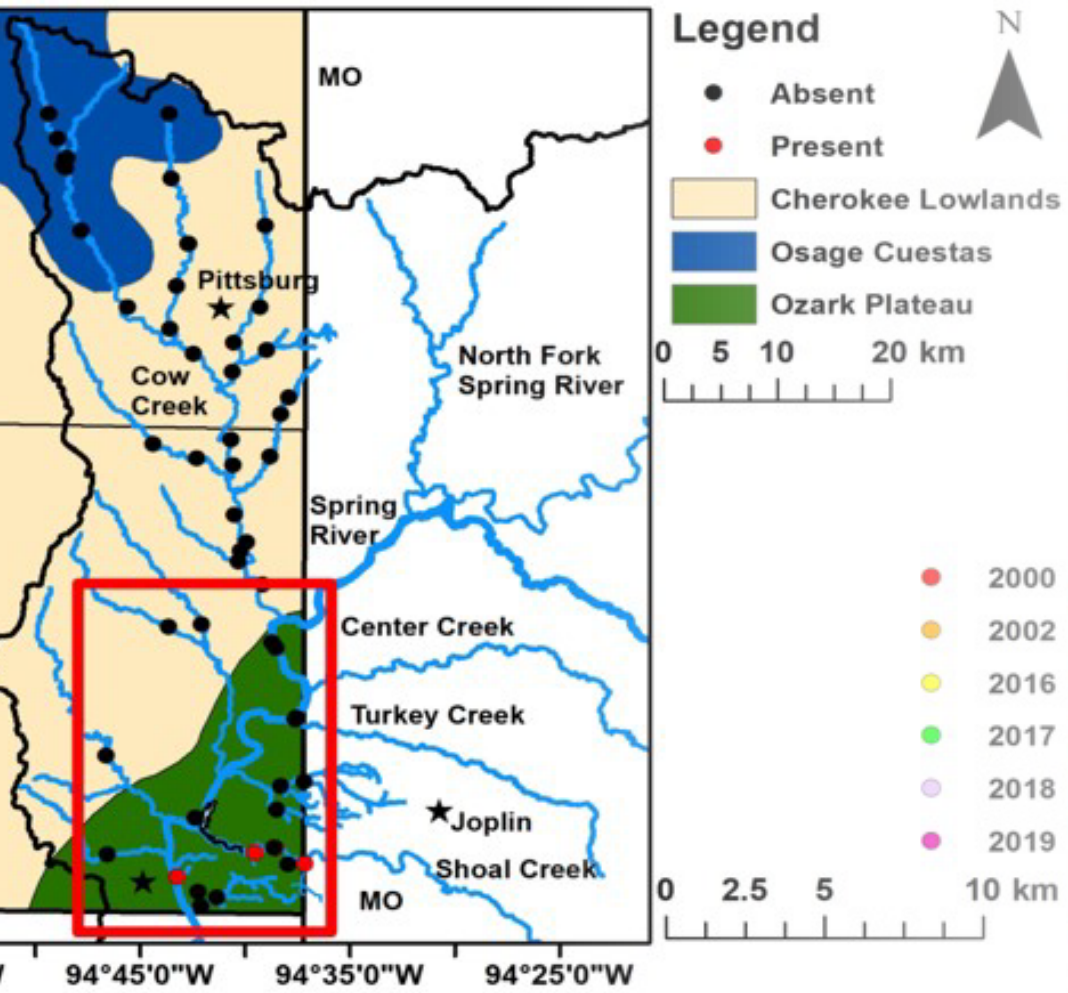 Legend
N
Absent
Present
Cherokee Lowlands
Osage Cuestas
Ozark Plateau
0 5 10 20 km
MO
Pittsburg
Cow
Creek
North Fork
Spring River
Spring
River
Center Creek
Turkey Creek
Joplin
Shoal Creek
MO
2000
2002
2016
2017
2018
2019
0 2.5 5 10 km
94°45'0"W 94°35'0"W 94°25'0"W